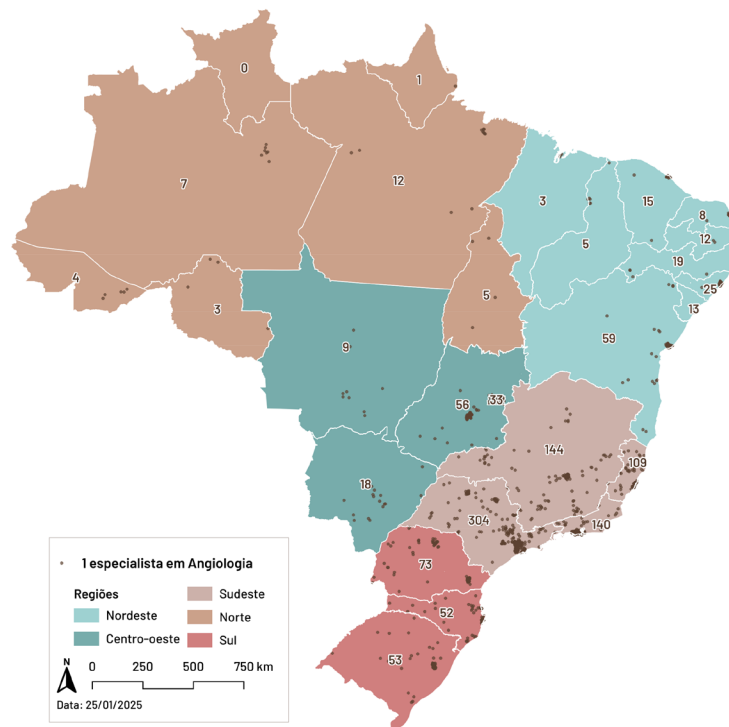 0
1
7
12
3
15
8
12
5
19
4
25
13
3
5
59
9
56
33
144
109
18
304
140
73
52
53
1 especialista em Angiologia
Regiões
Sudeste
Nordeste
Norte
Centro-oeste
Sul
N
0 250 500 750 km
Data: 25/01/2025